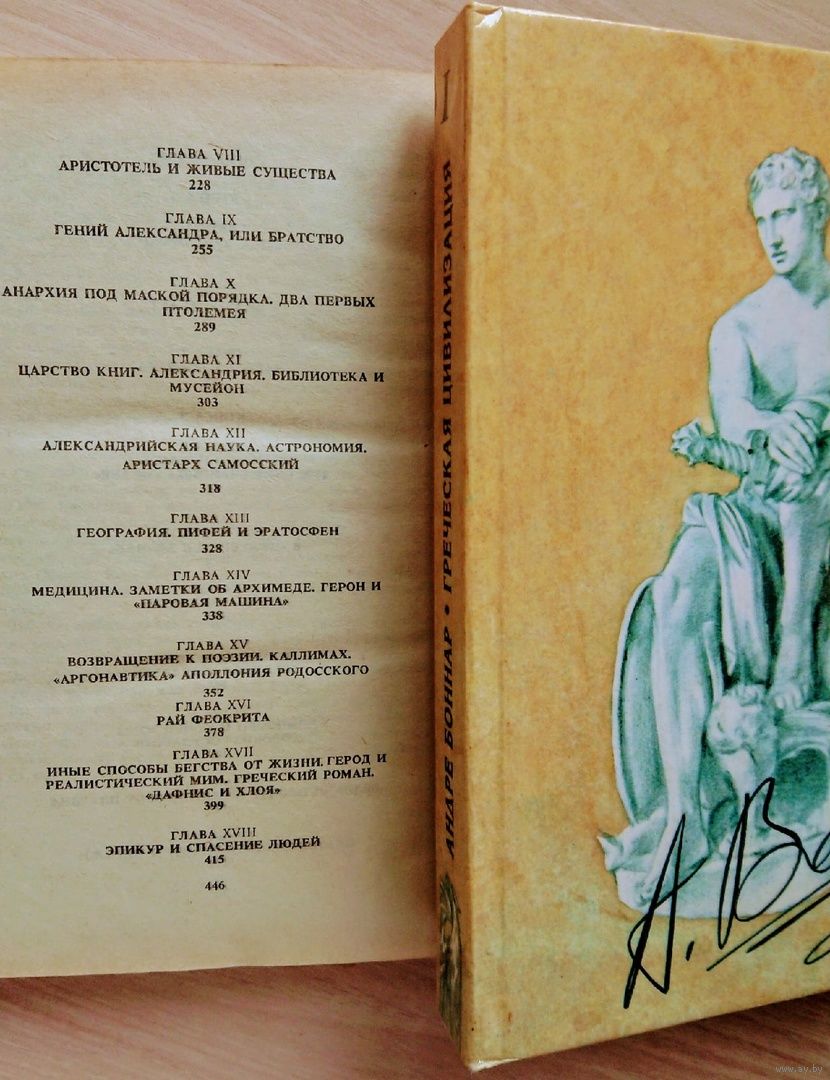 ГЛАВА VIII
АРИСТОТЕЛЬ И ЖИВЫЕ СУЩЕСТВА
228
ГЛАВА IX
ГЕНИЙ АЛЕКСАНДРА, ИЛИ БРАТСТВО
255
ГЛАВА X
АНАРХИЯ ПОД МАСКОЙ ПОРЯДКА. ДВА ПЕРВЫХ
ПТОЛЕМЕЯ
289
ГЛАВА XI
ЦАРСТВО КНИГ. АЛЕКСАНДРИЯ. БИБЛИОТЕКА И
МУСЕЙОН
303
ГЛАВА XII
АЛЕКСАНДРИЙСКАЯ НАУКА. АСТРОНОМИЯ.
АРИСТАРХ САМОССКИЙ
318
ГЛАВА XIII
ГЕОГРАФИЯ. ПИФЕЙ И ЭРАТОСФЕН
328
ГЛАВА XIV
МЕДИЦИНА. ЗАМЕТКИ ОБ АРХИМЕДЕ. ГЕРОН И
«ПАРОВАЯ МАШИНА»
338
ГЛАВА XV
ВОЗВРАЩЕНИЕ К ПОЭЗИИ. КАЛЛИМАХ.
«АРГОНАВТИКА» АПОЛЛОНИЯ РОДОССКОГО
352
ГЛАВА XVI
РАЙ ФЕОКРИТА
378
ГЛАВА XVII
ИНЫЕ СПОСОБЫ БЕГСТВА ОТ ЖИЗНИ. ГЕРОД И
РЕАЛИСТИЧЕСКИЙ МИМ. ГРЕЧЕСКИЙ РОМАН.
«ДАФНИС И ХЛОЯ»
399
ГЛАВА XVIII
ЭПИКУР И СПАСЕНИЕ ЛЮДЕЙ
415
446
АНДРЕ БОННАР • ГРЕЧЕСКАЯ ЦИВИЛИЗАЦИЯ I
А. Bo
www.ay.by